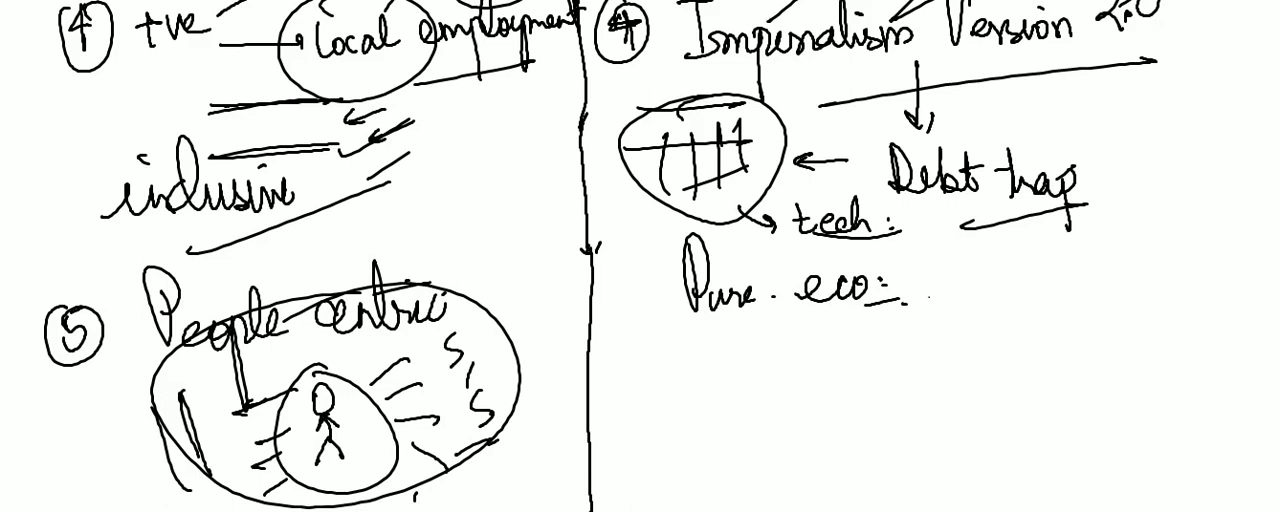 ④ +ve → Local employment
inclusive
⑤ People centric
S, S
④ Imperialism Version 2.0
Debt trap
tech:
Pure. eco: